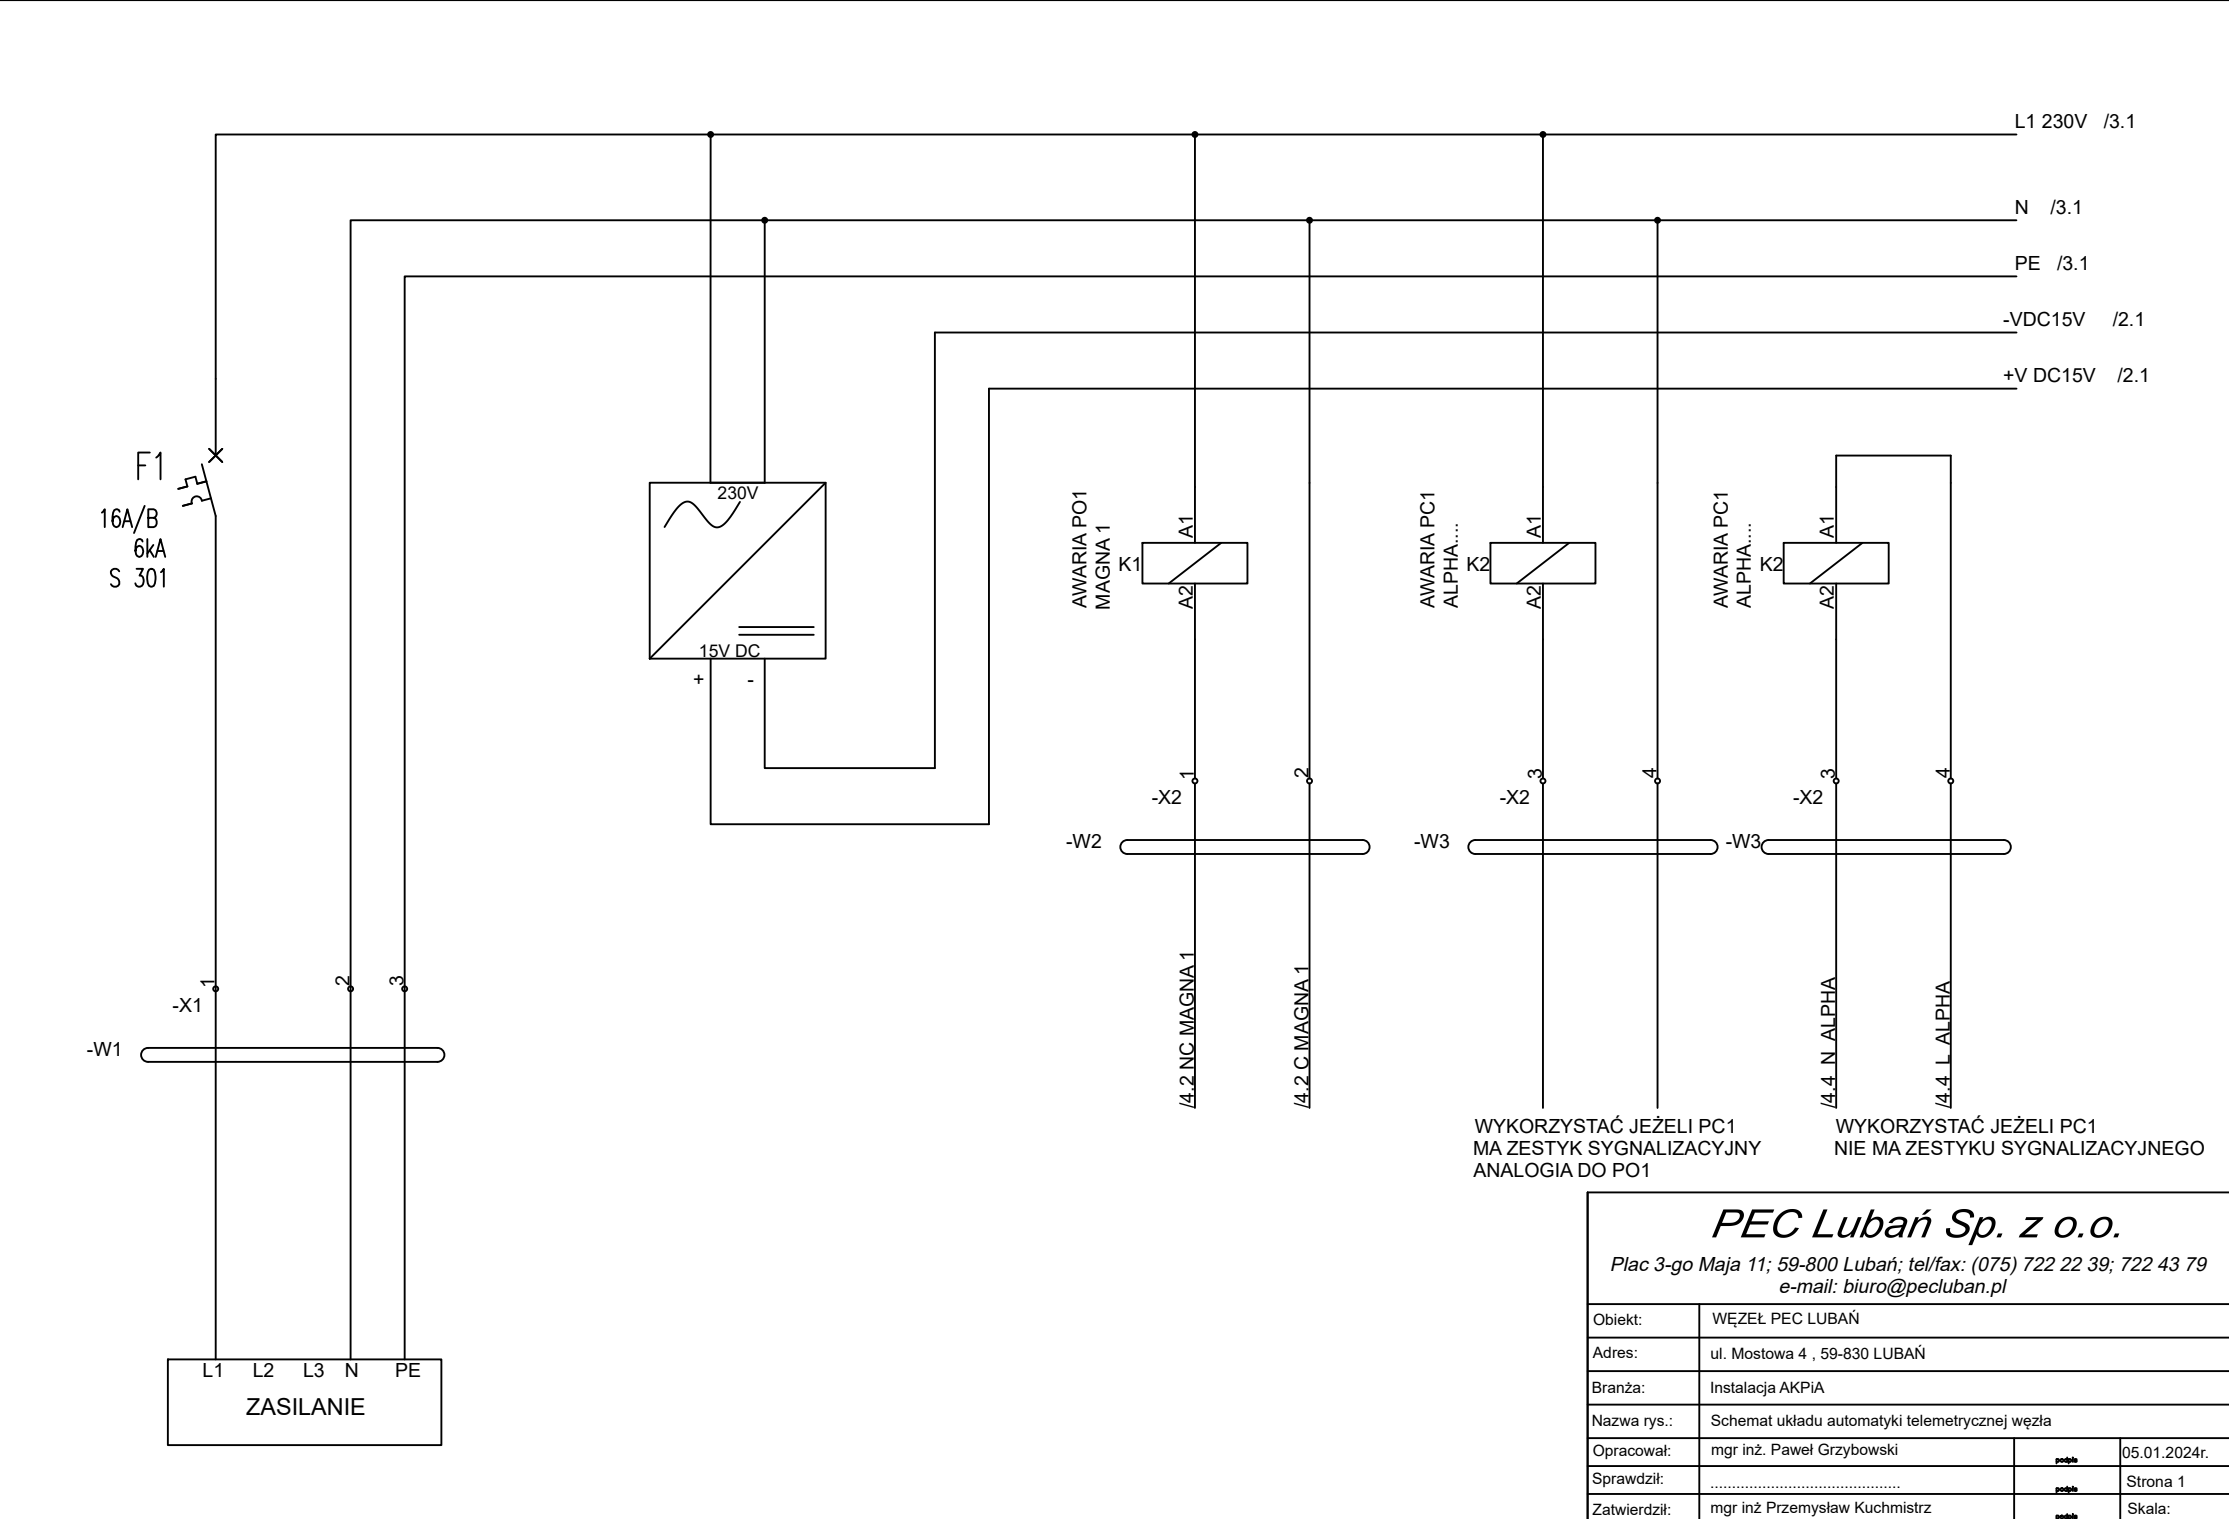 L1 230V /3.1
N /3.1
PE /3.1
-VDC15V /2.1
+V DC15V /2.1
F1
16A/B
6kA
S 301
230V
15V DC
+ -
AWARIA PO1
MAGNA 1
K1
A1
A2
AWARIA PC1
ALPHA....
K2
A1
A2
AWARIA PC1
ALPHA....
K2
A1
A2
1 2
-X2
3 4
-X2
3 4
-X2
-W2
-W3
-W3
1 2 3
-X1
-W1
/4.2 NC MAGNA 1
/4.2 C MAGNA 1
/4.4 N ALPHA
/4.4 L ALPHA
WYKORZYSTAĆ JEŻELI PC1
MA ZESTYK SYGNALIZACYJNY
ANALOGIA DO PO1
WYKORZYSTAĆ JEŻELI PC1
NIE MA ZESTYKU SYGNALIZACYJNEGO
L1 L2 L3 N PE
ZASILANIE
PEC Lubań Sp. z o.o.
Plac 3-go Maja 11; 59-800 Lubań; tel/fax: (075) 722 22 39; 722 43 79
e-mail: biuro@pecluban.pl
Obiekt: WĘZEŁ PEC LUBAŃ
Adres: ul. Mostowa 4 , 59-830 LUBAŃ
Branża: Instalacja AKPiA
Nazwa rys.: Schemat układu automatyki telemetrycznej węzła
Opracował: mgr inż. Paweł Grzybowski podpis 05.01.2024r.
Sprawdził: ............................................ podpis Strona 1
Zatwierdził: mgr inż Przemysław Kuchmistrz podpis Skala: